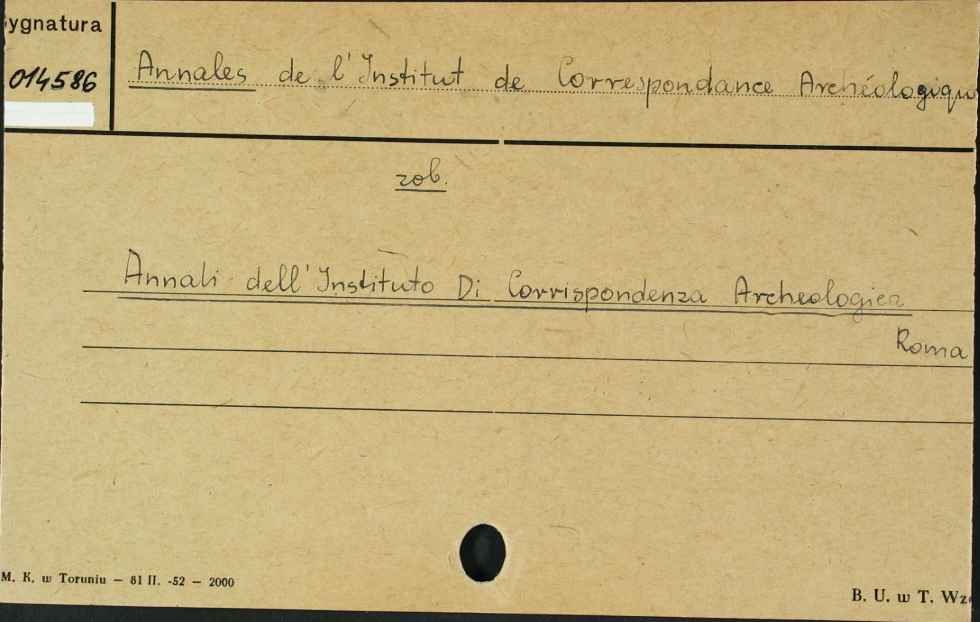 ygnatura
014586
Annales de l'Institut de Correspondance Archéologiqu
zob.
Annali dell'Instituto Di Corrispondenza Archeologica
Roma
M. K. w Toruniu — 81 II. -52 — 2000
B. U. w T. Wzo